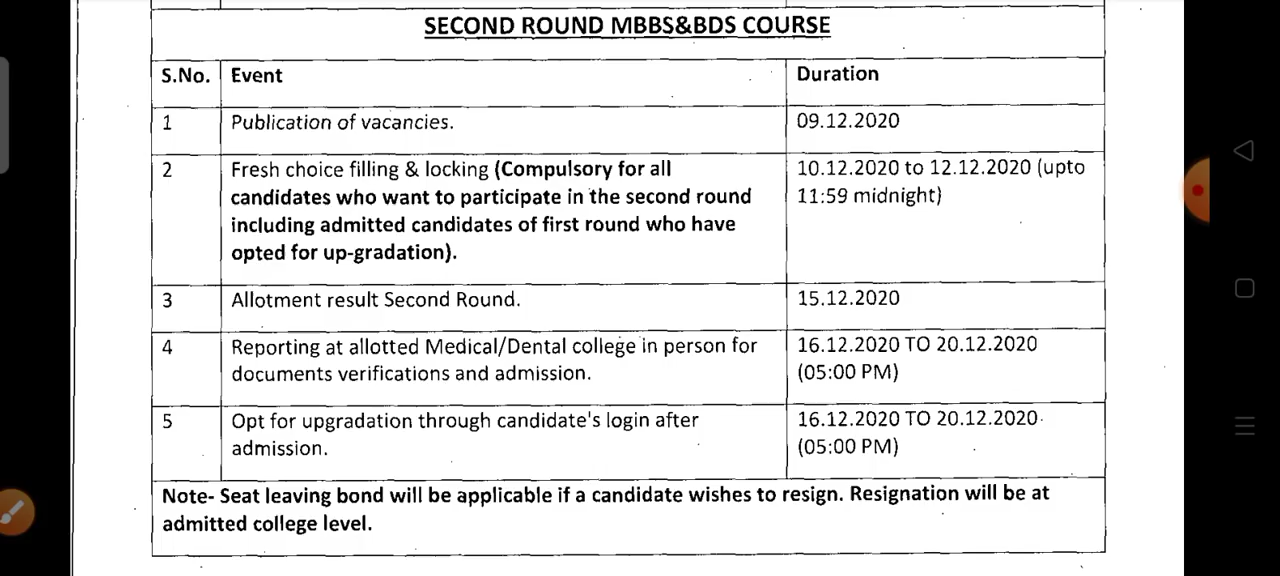 SECOND ROUND MBBS&BDS COURSE
S.No. Event Duration
1 Publication of vacancies. 09.12.2020
2 Fresh choice filling & locking (Compulsory for all 10.12.2020 to 12.12.2020 (upto
candidates who want to participate in the second round 11:59 midnight)
including admitted candidates of first round who have
opted for up-gradation).
3 Allotment result Second Round. 15.12.2020
4 Reporting at allotted Medical/Dental college in person for 16.12.2020 TO 20.12.2020
documents verifications and admission. (05:00 PM)
5 Opt for upgradation through candidate's login after 16.12.2020 TO 20.12.2020
admission. (05:00 PM)
Note- Seat leaving bond will be applicable if a candidate wishes to resign. Resignation will be at
admitted college level.